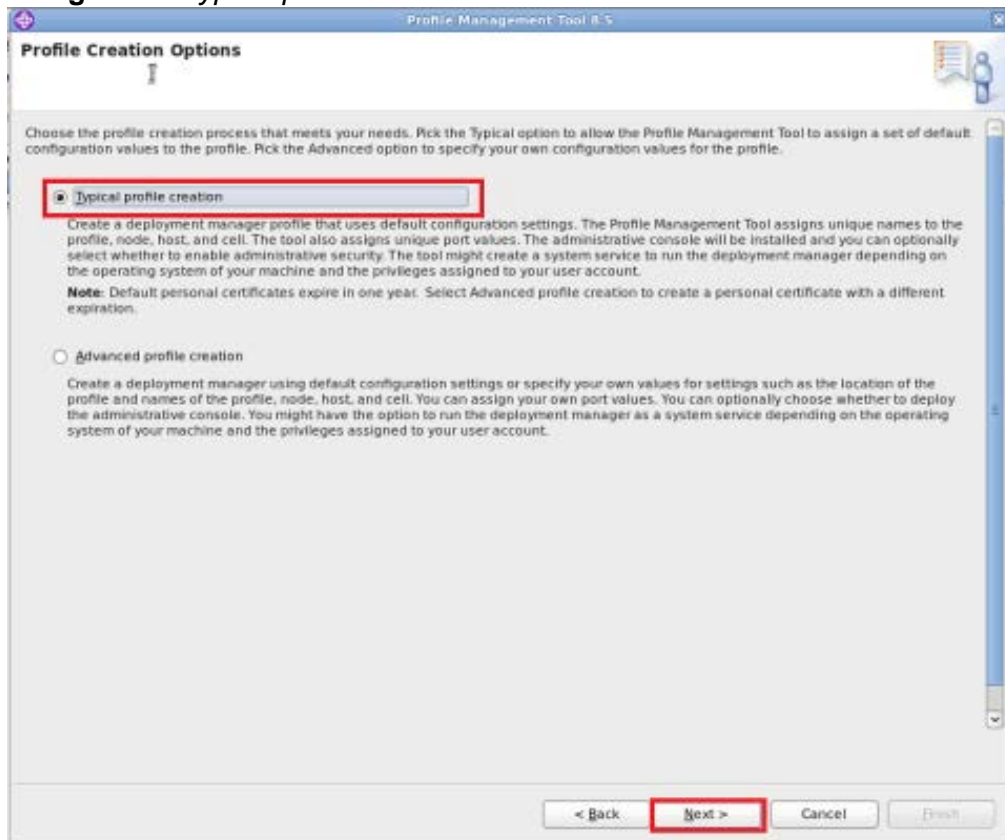 Profile Management Tool 8.5
Profile Creation Options
Choose the profile creation process that meets your needs. Pick the Typical option to allow the Profile Management Tool to assign a set of default
configuration values to the profile. Pick the Advanced option to specify your own configuration values for the profile.
Typical profile creation
Create a deployment manager profile that uses default configuration settings. The Profile Management Tool assigns unique names to the
profile, node, host, and cell. The tool also assigns unique port values. The administrative console will be installed and you can optionally
select whether to enable administrative security. The tool might create a system service to run the deployment manager depending on
the operating system of your machine and the privileges assigned to your user account.
Note: Default personal certificates expire in one year. Select Advanced profile creation to create a personal certificate with a different
expiration.
Advanced profile creation
Create a deployment manager using default configuration settings or specify your own values for settings such as the location of the
profile and names of the profile, node, host, and cell. You can assign your own port values. You can optionally choose whether to deploy
the administrative console. You might have the option to run the deployment manager as a system service depending on the operating
system of your machine and the privileges assigned to your user account.
< Back Next > Cancel Finish